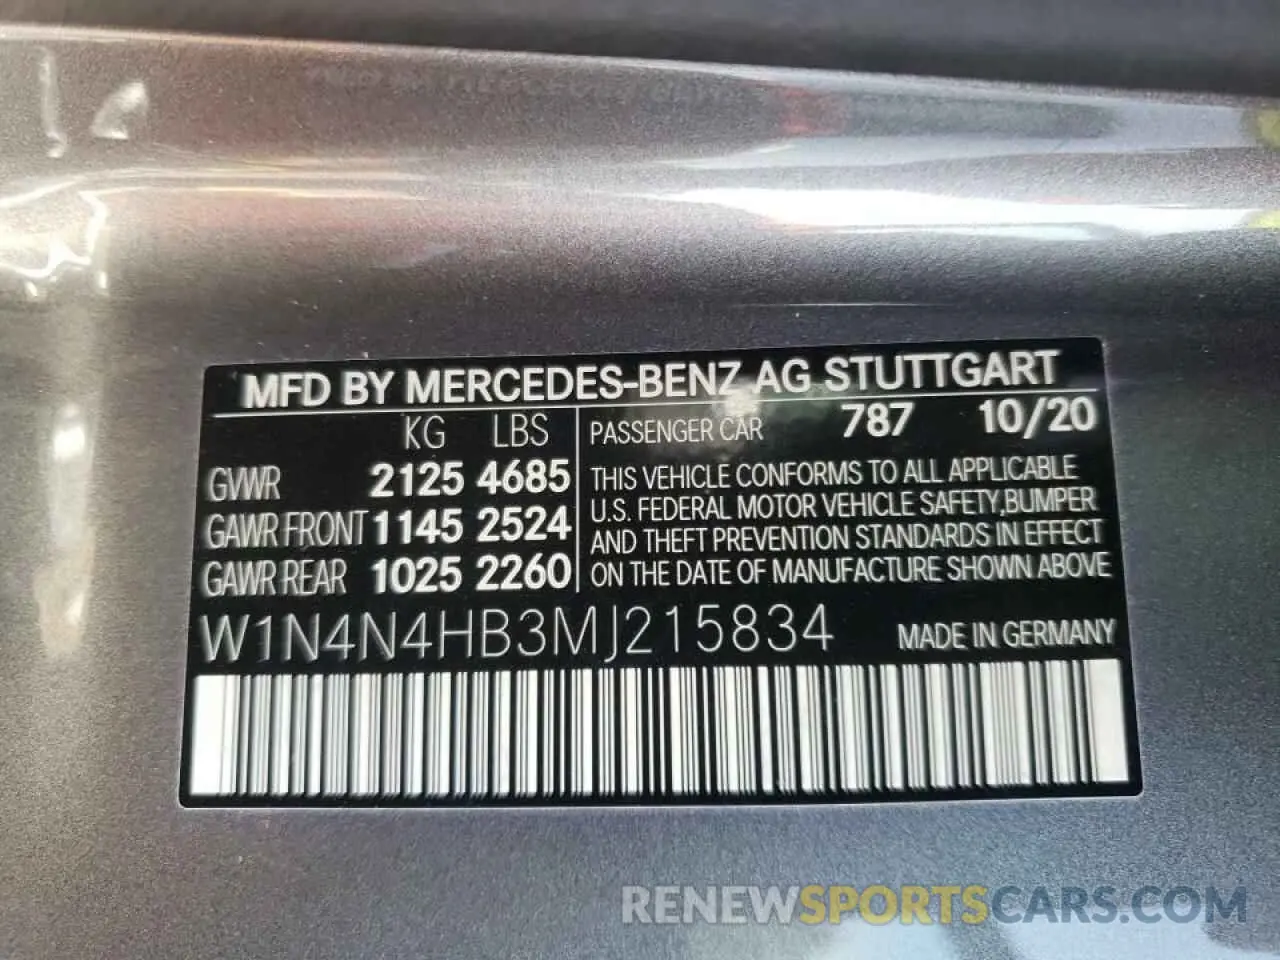 MFD BY MERCEDES-BENZ AG STUTTGART
KG LBS
GVWR 2125 4685
GAWR FRONT 1145 2524
GAWR REAR 1025 2260
PASSENGER CAR 787 10/20
THIS VEHICLE CONFORMS TO ALL APPLICABLE
U.S. FEDERAL MOTOR VEHICLE SAFETY,BUMPER
AND THEFT PREVENTION STANDARDS IN EFFECT
ON THE DATE OF MANUFACTURE SHOWN ABOVE
W1N4N4HB3MJ215834 MADE IN GERMANY
RENEWSPORTSCARS.COM